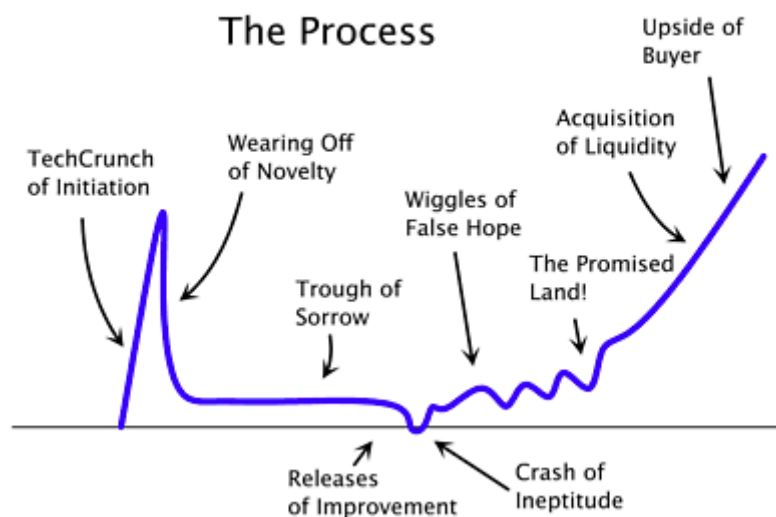 The Process
TechCrunch
of Initiation
Wearing Off
of Novelty
Trough of
Sorrow
Releases
of Improvement
Crash of
Ineptitude
Wiggles of
False Hope
The Promised
Land!
Acquisition
of Liquidity
Upside of
Buyer